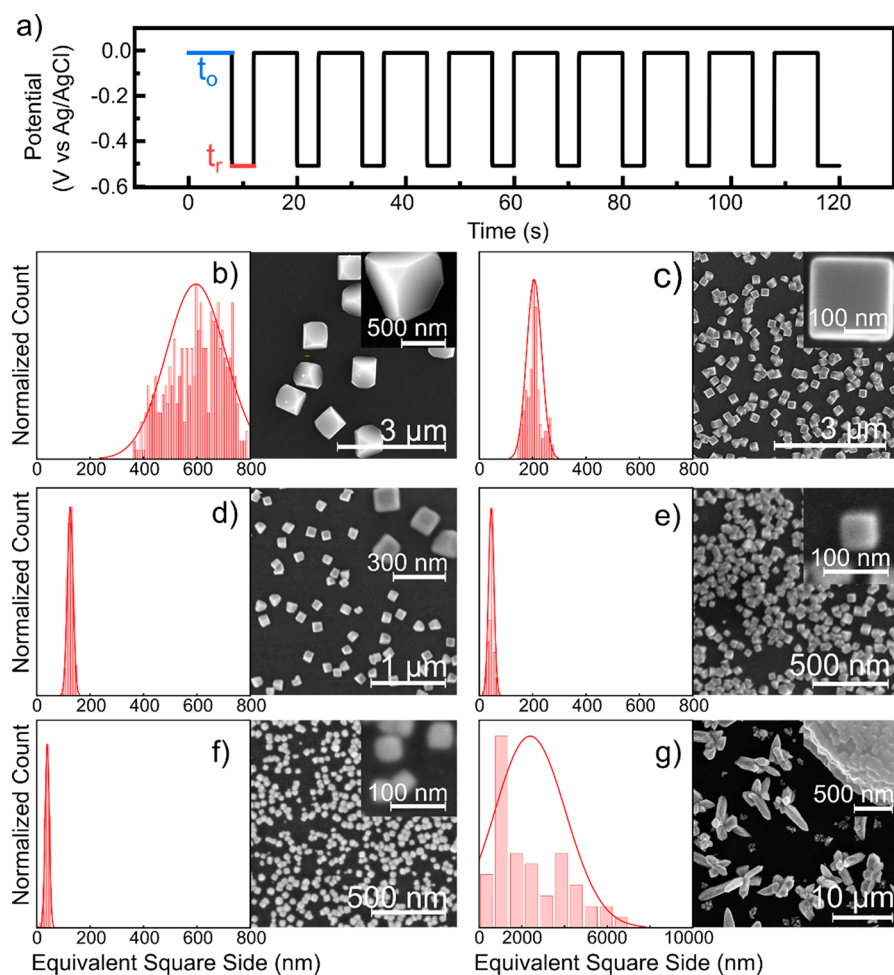 a)
0.0
-0.2
-0.4
-0.6
Potential
(V vs Ag/AgCl)
to
tr
0 20 40 60 80 100 120
Time (s)
Normalized Count
b)
500 nm
3 µm
0 200 400 600 800
c)
100 nm
3 µm
0 200 400 600 800
Normalized Count
d)
300 nm
1 µm
0 200 400 600 800
e)
100 nm
500 nm
0 200 400 600 800
Normalized Count
f)
100 nm
500 nm
0 200 400 600 800
Equivalent Square Side (nm)
g)
500 nm
10 µm
0 2000 6000 10000
Equivalent Square Side (nm)